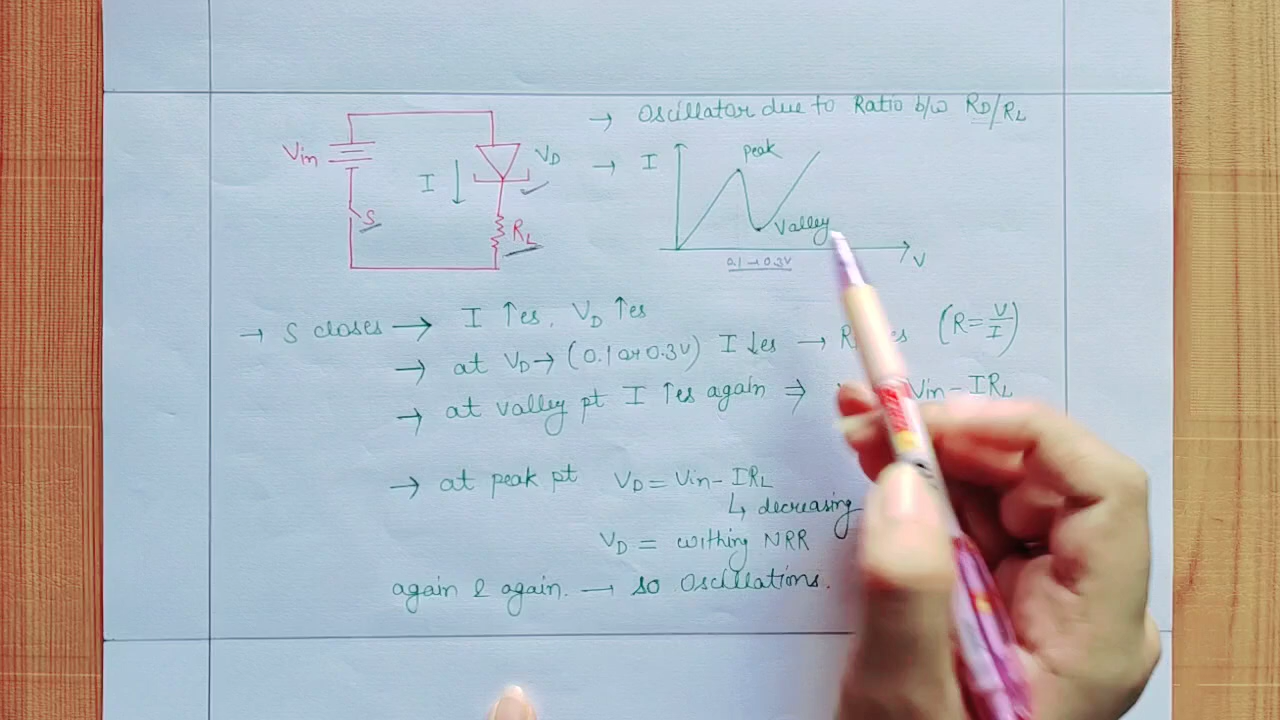 → Oscillator due to Ratio b/w RD/RL
Vin
I
VD
S
RL
→ I
Peak
Valley
0.1 → 0.3V
V
→ S closes → I ↑es, VD ↑es
→ at VD → (0.1 or 0.3V) I ↓es → (R = V/I)
→ at valley pt I ↑es again ⇒ Vin - IRL
→ at peak pt VD = Vin - IRL
↳ decreasing
VD = withing NRR
again & again. → so Oscillations.